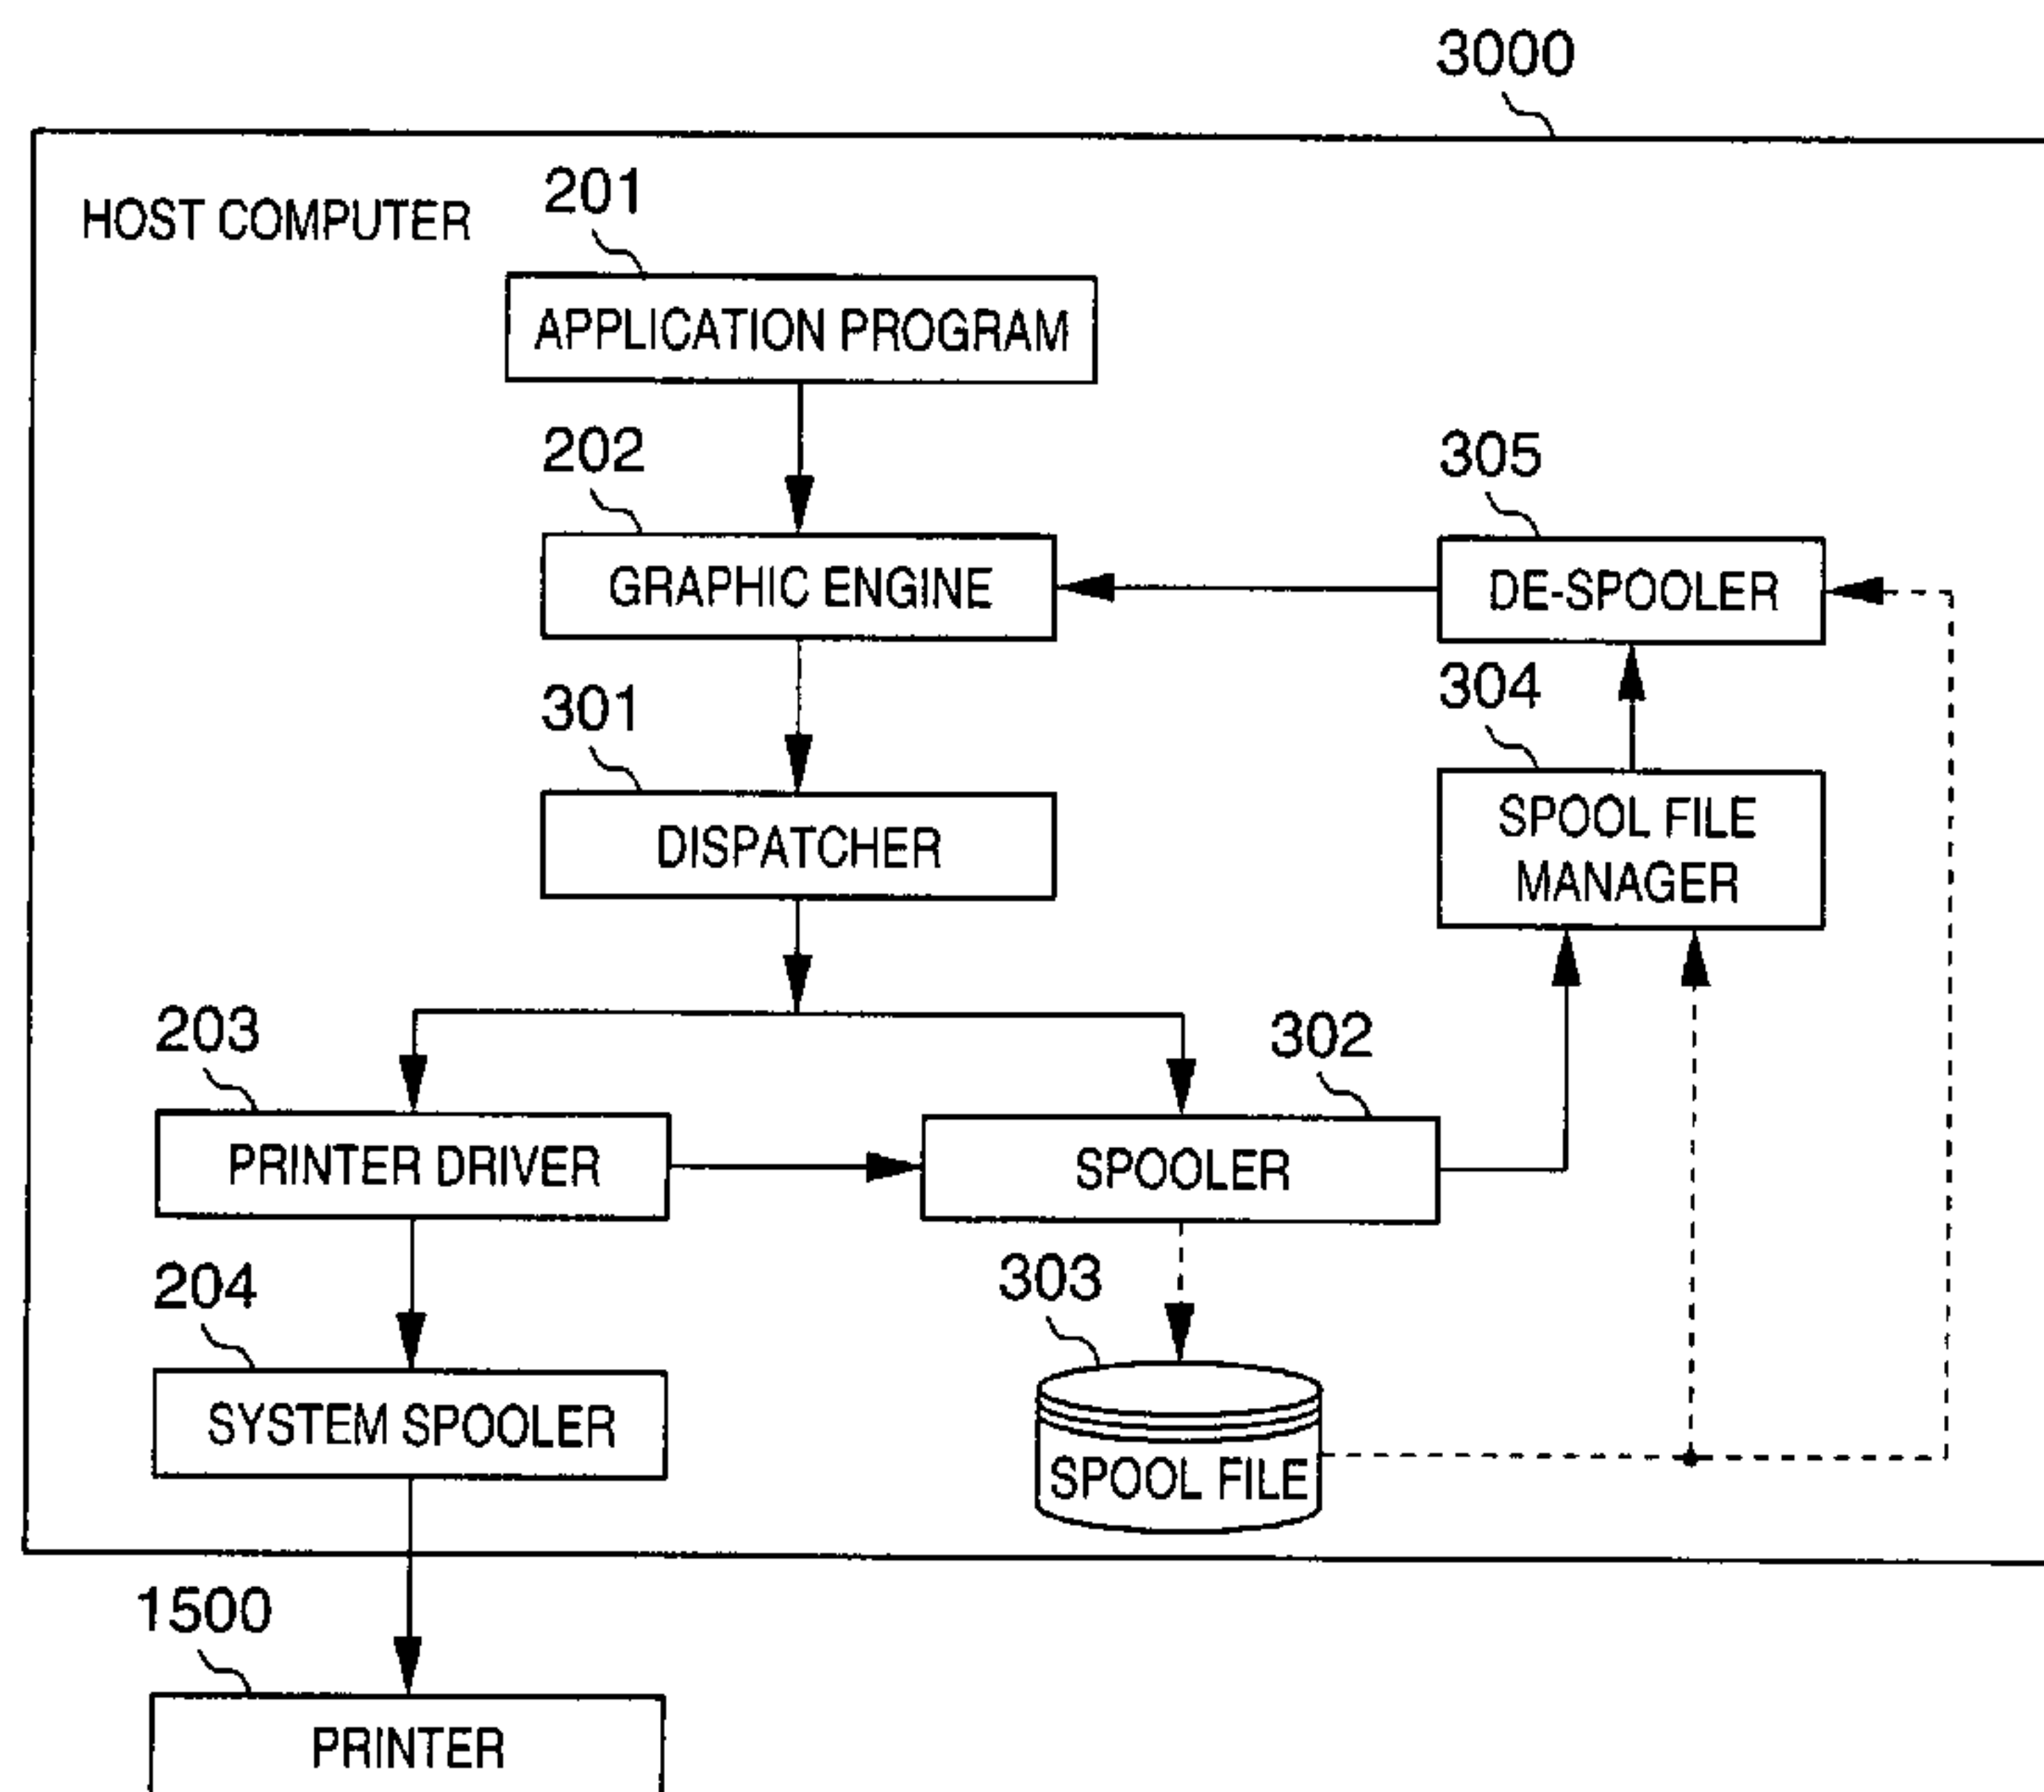 3000
HOST COMPUTER
201
APPLICATION PROGRAM
202
GRAPHIC ENGINE
305
DE-SPOOLER
301
DISPATCHER
304
SPOOL FILE
MANAGER
203
PRINTER DRIVER
302
SPOOLER
204
SYSTEM SPOOLER
303
SPOOL FILE
1500
PRINTER